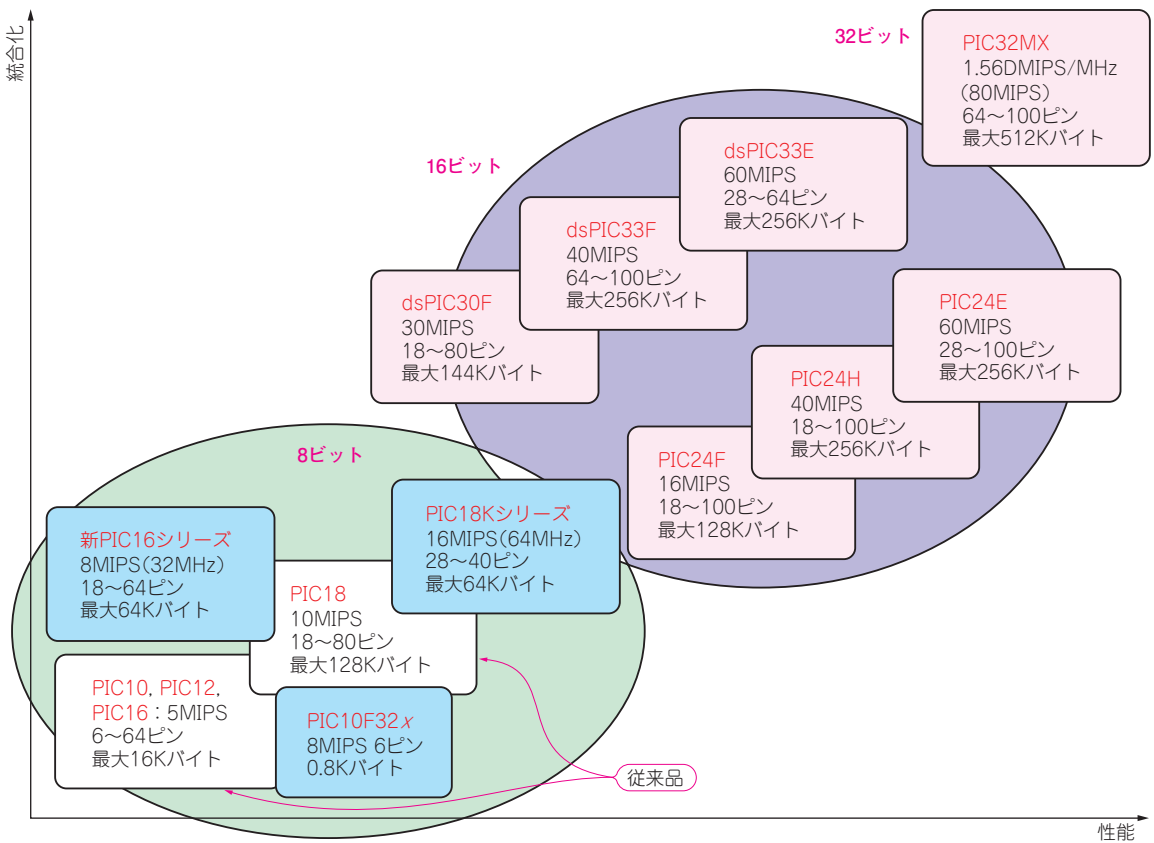 統合化
32ビット
PIC32MX
1.56DMIPS/MHz
(80MIPS)
64～100ピン
最大512Kバイト
16ビット
dsPIC33E
60MIPS
28～64ピン
最大256Kバイト
dsPIC33F
40MIPS
64～100ピン
最大256Kバイト
dsPIC30F
30MIPS
18～80ピン
最大144Kバイト
PIC24E
60MIPS
28～100ピン
最大256Kバイト
PIC24H
40MIPS
18～100ピン
最大256Kバイト
PIC24F
16MIPS
18～100ピン
最大128Kバイト
8ビット
新PIC16シリーズ
8MIPS(32MHz)
18～64ピン
最大64Kバイト
PIC18Kシリーズ
16MIPS(64MHz)
28～40ピン
最大64Kバイト
PIC18
10MIPS
18～80ピン
最大128Kバイト
PIC10, PIC12,
PIC16：5MIPS
6～64ピン
最大16Kバイト
PIC10F32x
8MIPS 6ピン
0.8Kバイト
従来品
性能